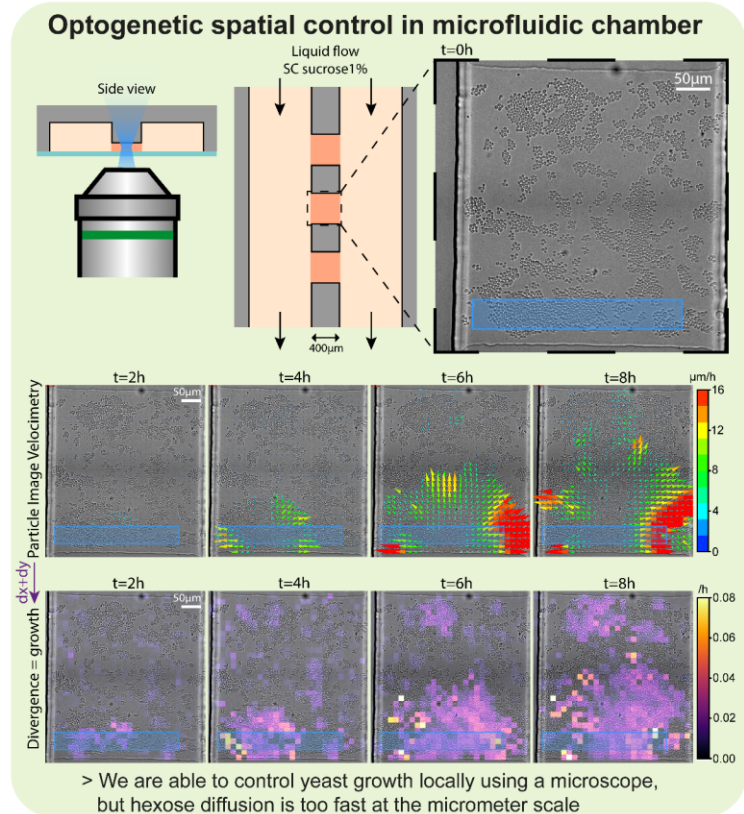 Optogenetic spatial control in microfluidic chamber
Side view
Liquid flow
SC sucrose1%
400µm
t=0h
50µm
Particle Image Velocimetry
t=2h
50µm
t=4h
t=6h
t=8h
µm/h
16
12
8
4
0
dx+dy
Divergence = growth
t=2h
50µm
t=4h
t=6h
t=8h
/h
0.08
0.06
0.04
0.02
0.00
> We are able to control yeast growth locally using a microscope,
but hexose diffusion is too fast at the micrometer scale